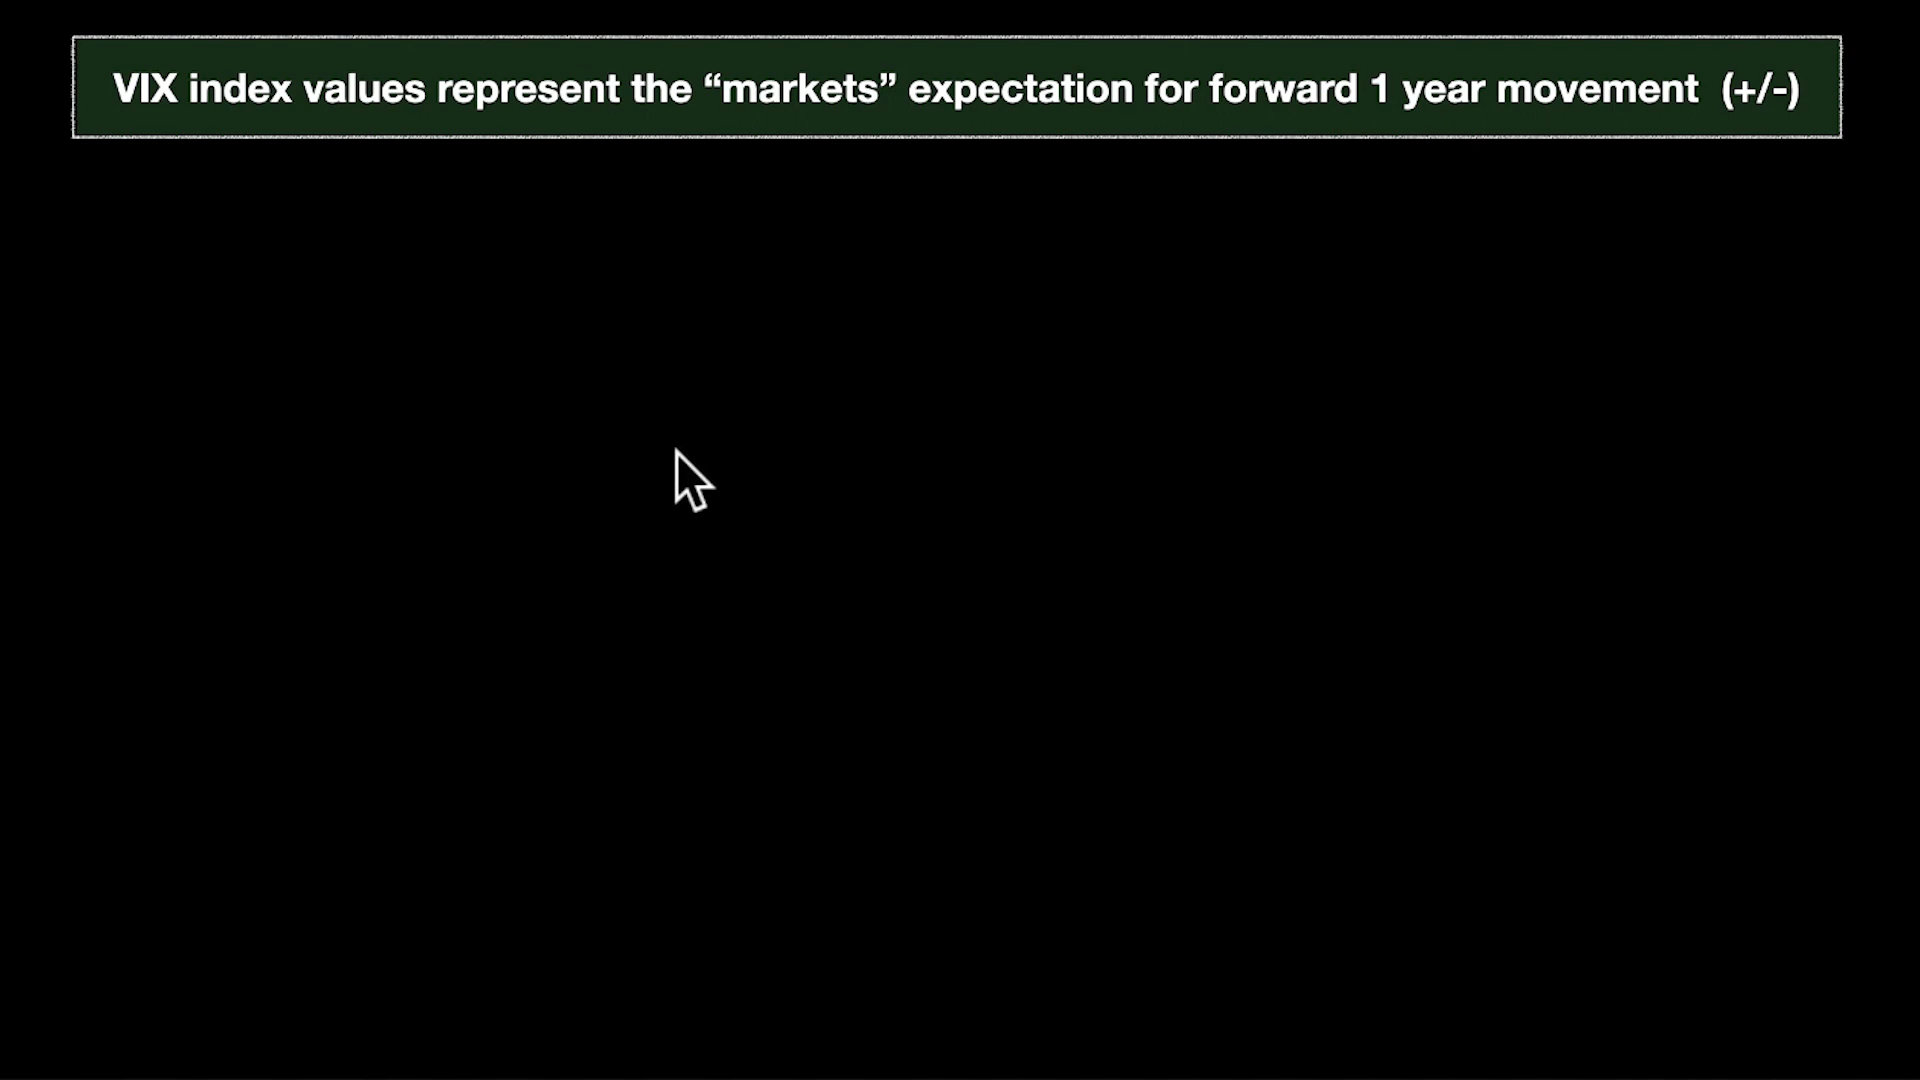 VIX index values represent the “markets” expectation for forward 1 year movement (+/-)